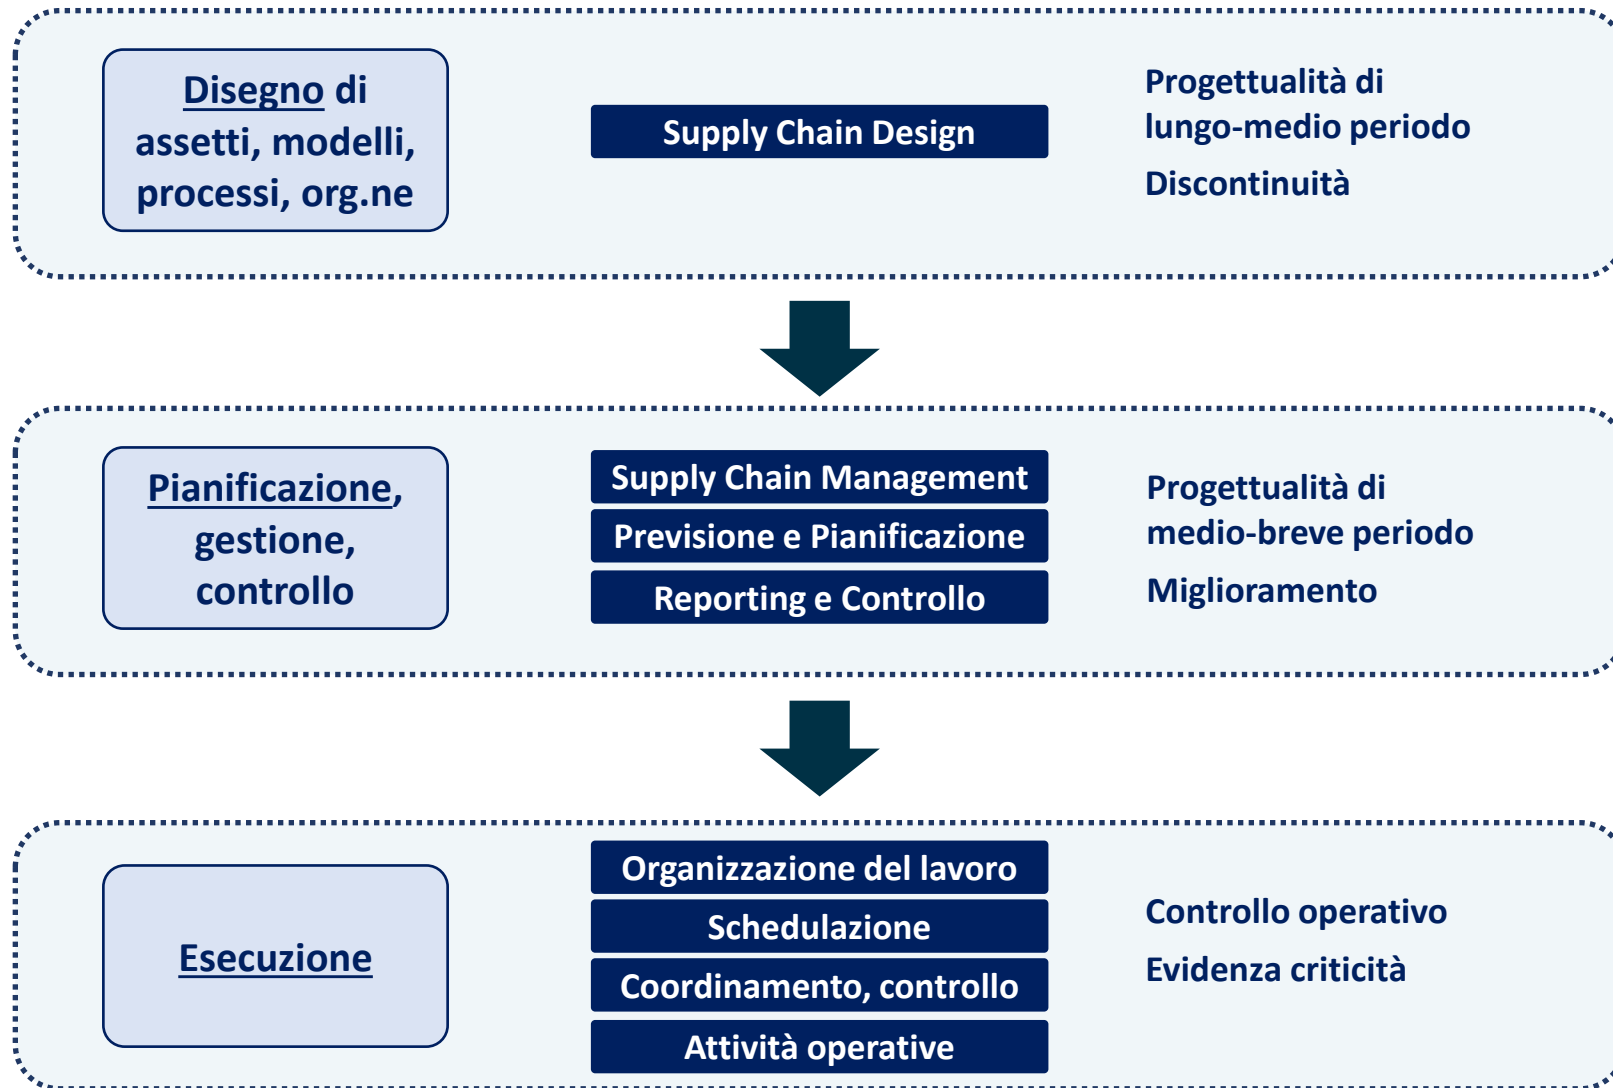 Disegno di
assetti, modelli,
processi, org.ne
Supply Chain Design
Progettualità di
lungo-medio periodo
Discontinuità
Pianificazione,
gestione,
controllo
Supply Chain Management
Previsione e Pianificazione
Reporting e Controllo
Progettualità di
medio-breve periodo
Miglioramento
Esecuzione
Organizzazione del lavoro
Schedulazione
Coordinamento, controllo
Attività operative
Controllo operativo
Evidenza criticità